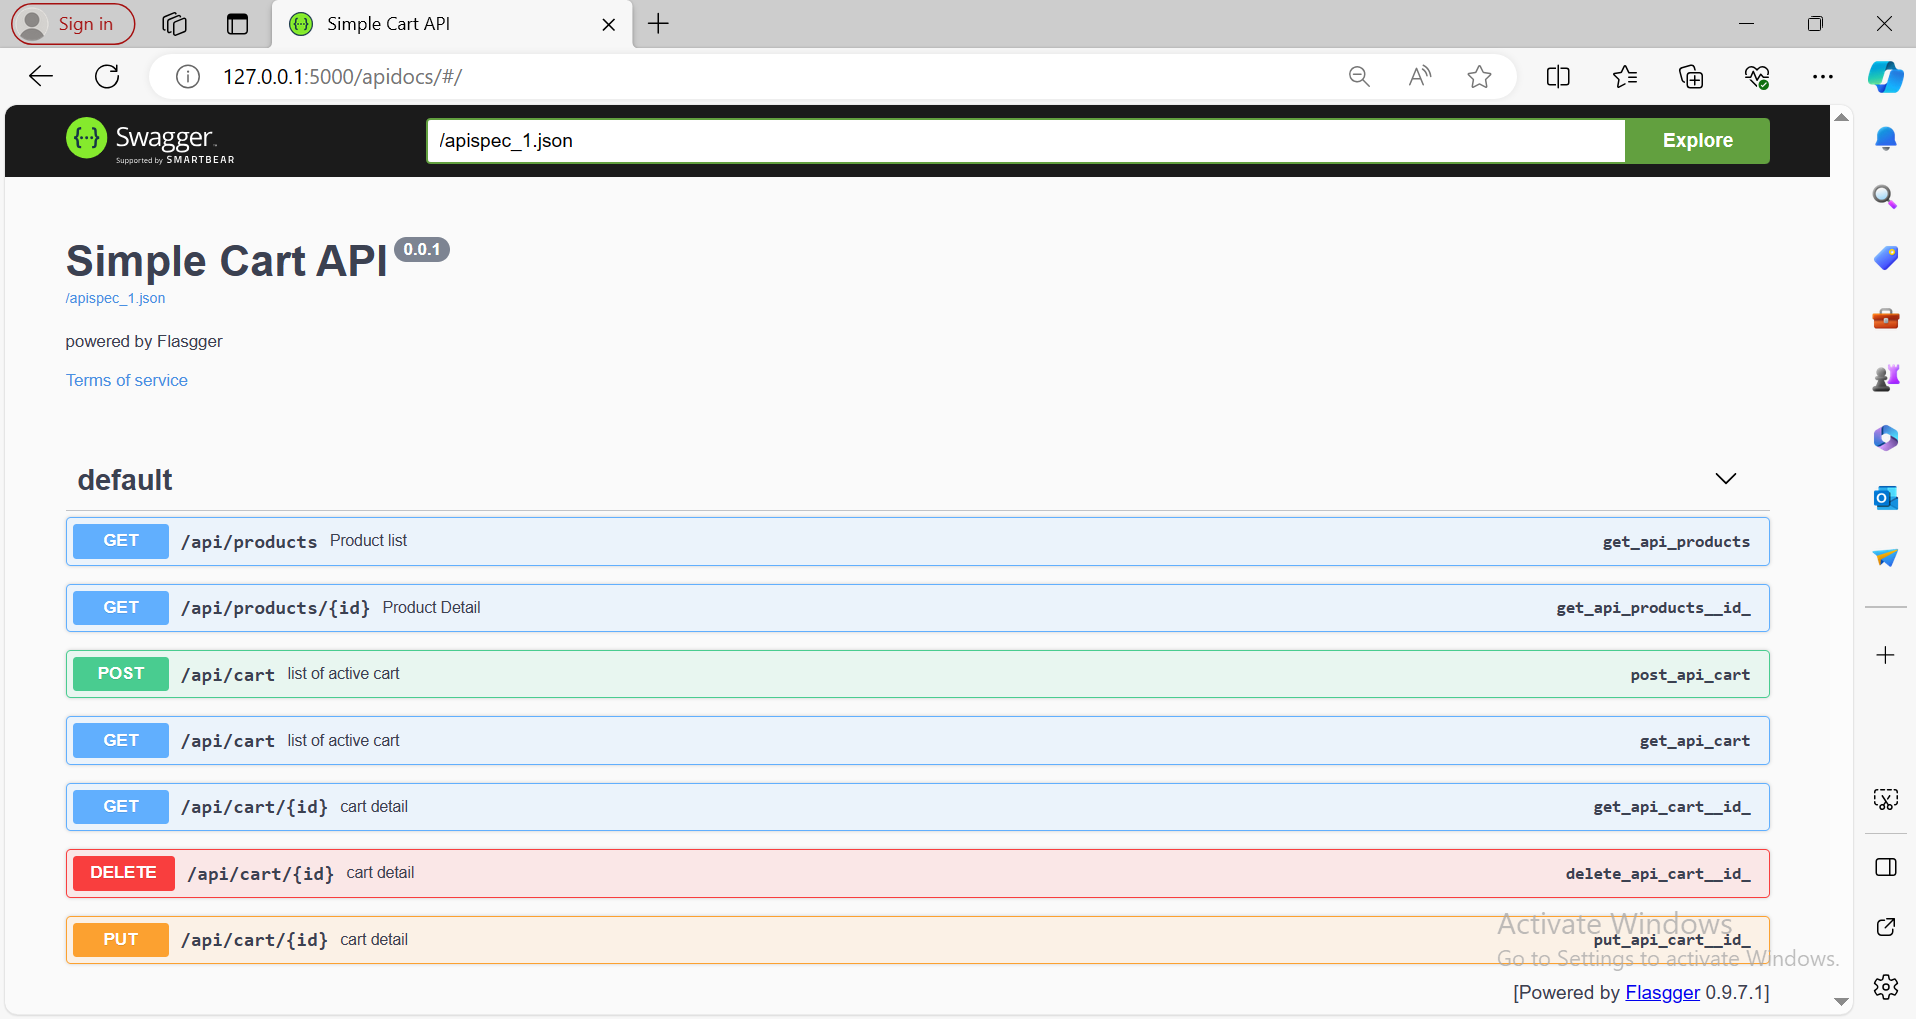 Sign in
Simple Cart API
127.0.0.1:5000/apidocs/#/
Swagger
Supported by SMARTBEAR
/apispec_1.json
Explore
Simple Cart API 0.0.1
/apispec_1.json
powered by Flasgger
Terms of service
default
GET /api/products Product list get_api_products
GET /api/products/{id} Product Detail get_api_products__id_
POST /api/cart list of active cart post_api_cart
GET /api/cart list of active cart get_api_cart
GET /api/cart/{id} cart detail get_api_cart__id_
DELETE /api/cart/{id} cart detail delete_api_cart__id_
Activate Windows
PUT /api/cart/{id} cart detail put_api_cart__id_
Go to Settings to activate Windows.
[Powered by Flasgger 0.9.7.1]